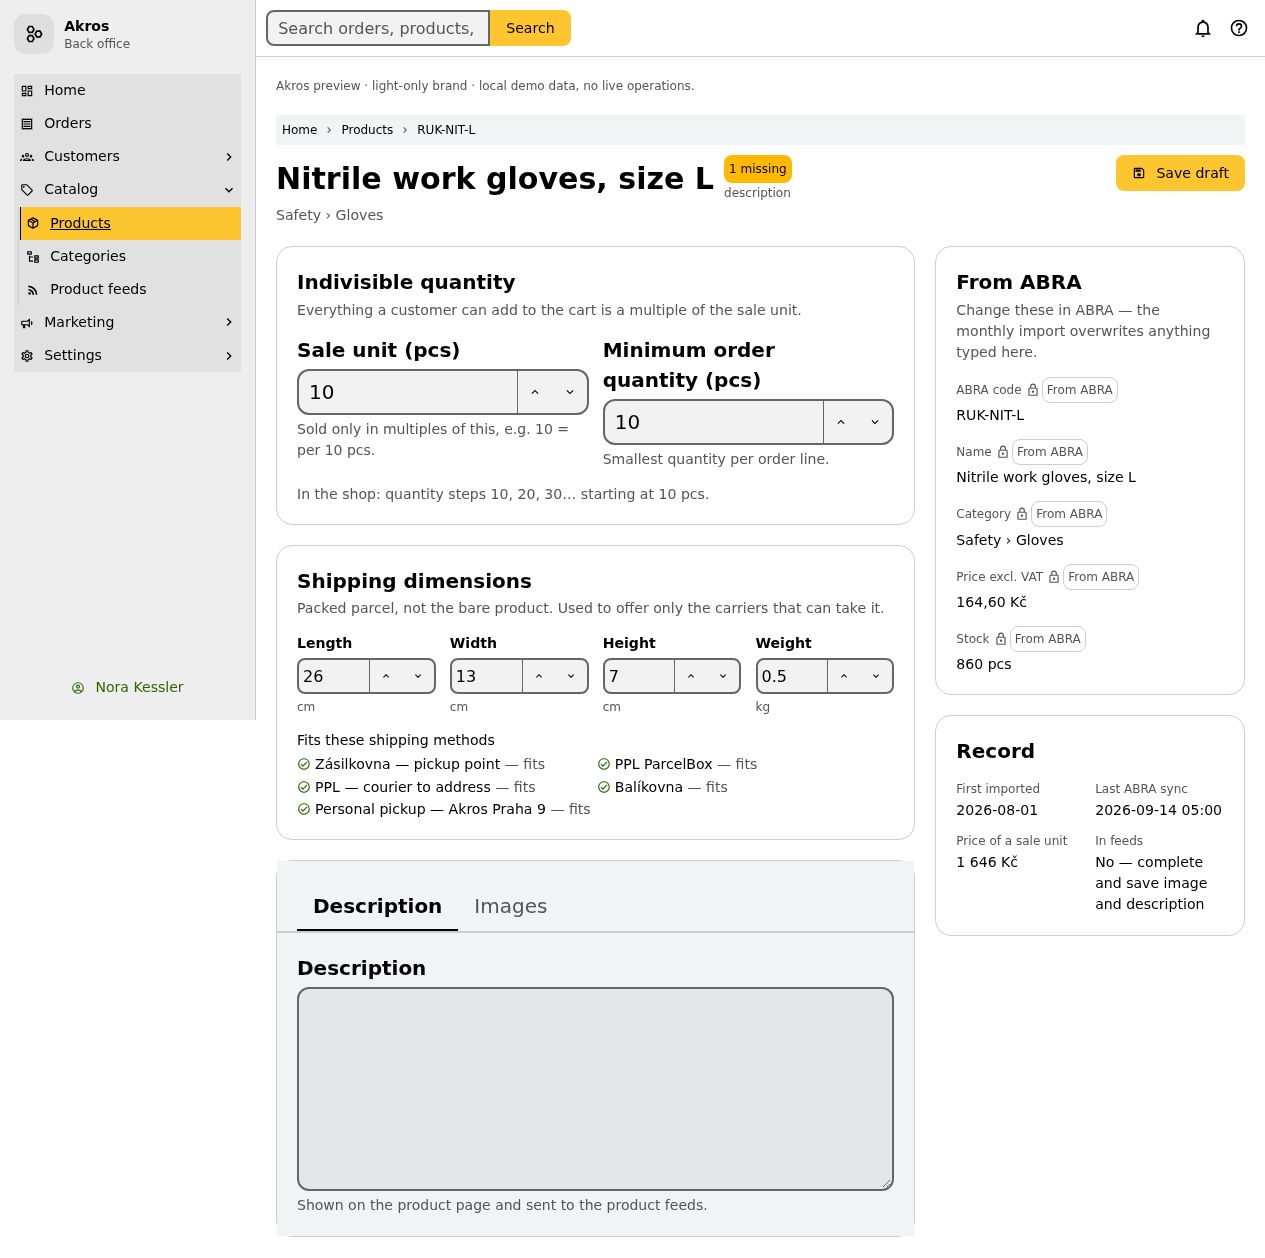 Akros
Back office
Search orders, products,
Search
Home
Orders
Customers
Catalog
Products
Categories
Product feeds
Marketing
Settings
Nora Kessler
Akros preview · light-only brand · local demo data, no live operations.
Home › Products › RUK-NIT-L
Nitrile work gloves, size L
1 missing
description
Save draft
Safety › Gloves
Indivisible quantity
Everything a customer can add to the cart is a multiple of the sale unit.
Sale unit (pcs)
10
Sold only in multiples of this, e.g. 10 =
per 10 pcs.
Minimum order
quantity (pcs)
10
Smallest quantity per order line.
In the shop: quantity steps 10, 20, 30… starting at 10 pcs.
Shipping dimensions
Packed parcel, not the bare product. Used to offer only the carriers that can take it.
Length
26
cm
Width
13
cm
Height
7
cm
Weight
0.5
kg
Fits these shipping methods
Zásilkovna — pickup point — fits
PPL ParcelBox — fits
PPL — courier to address — fits
Balíkovna — fits
Personal pickup — Akros Praha 9 — fits
Description
Images
Description
Shown on the product page and sent to the product feeds.
From ABRA
Change these in ABRA — the
monthly import overwrites anything
typed here.
ABRA code From ABRA
RUK-NIT-L
Name From ABRA
Nitrile work gloves, size L
Category From ABRA
Safety › Gloves
Price excl. VAT From ABRA
164,60 Kč
Stock From ABRA
860 pcs
Record
First imported
2026-08-01
Last ABRA sync
2026-09-14 05:00
Price of a sale unit
1 646 Kč
In feeds
No — complete
and save image
and description